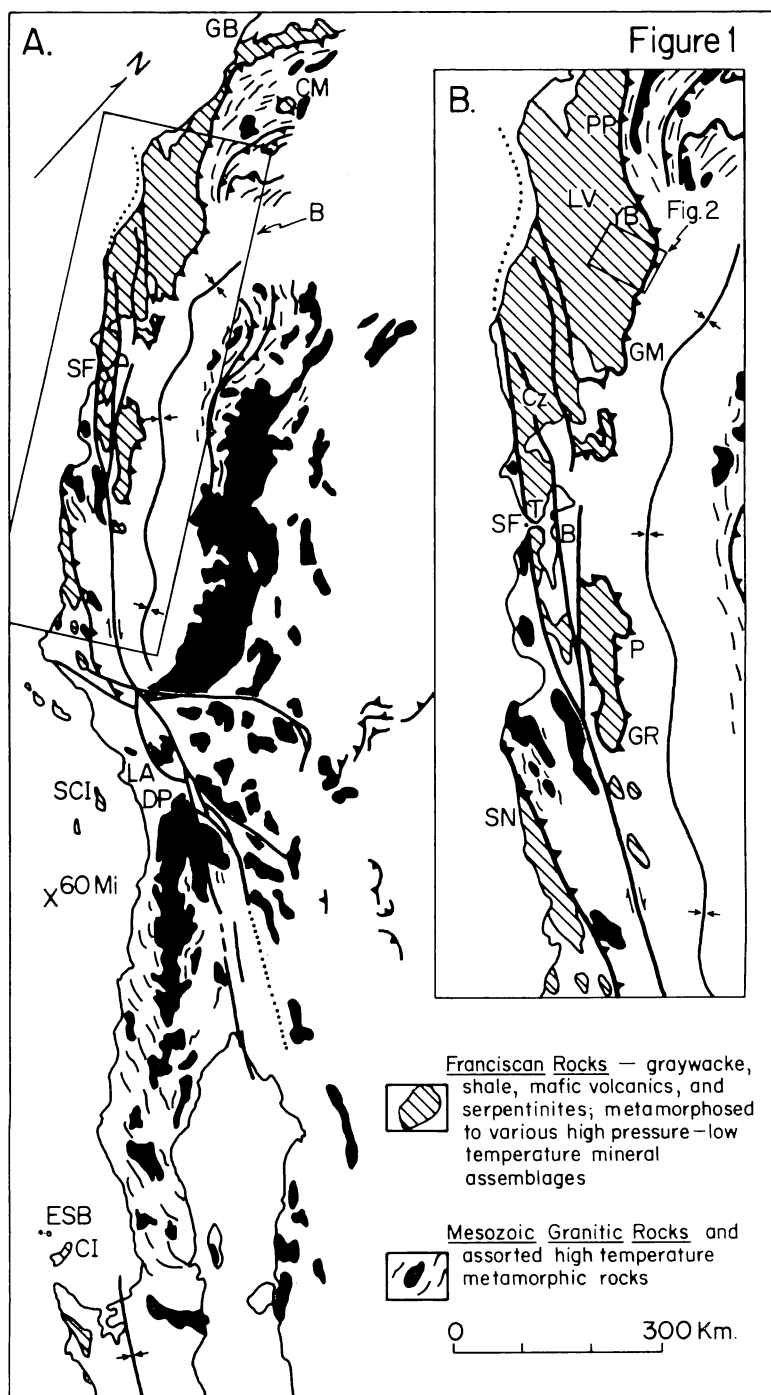 A.
GB
Figure 1
N
CM
B
SF
LA
DP
SCI
X 60 Mi
ESB
CI
B.
PP
LV
YB
Fig. 2
GM
Cz
T
SF
B
P
GR
SN
Franciscan Rocks — graywacke,
shale, mafic volcanics, and
serpentinites; metamorphosed
to various high pressure–low
temperature mineral
assemblages
Mesozoic Granitic Rocks and
assorted high temperature
metamorphic rocks
0 300 Km.